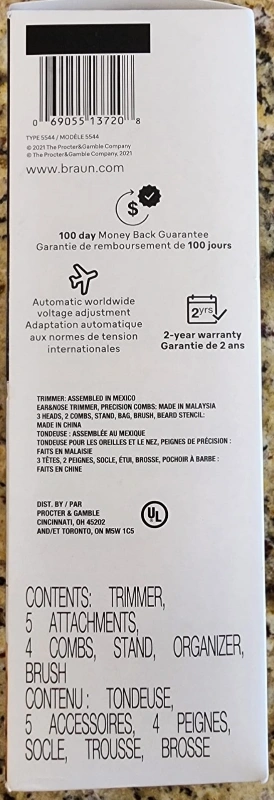 0 69055 13720 8
TYPE 5544 / MODÈLE 5544
© 2021 The Procter&Gamble Company
© The Procter&Gamble Company, 2021
www.braun.com
$
100 day Money Back Guarantee
Garantie de remboursement de 100 jours
Automatic worldwide
voltage adjustment
Adaptation automatique
aux normes de tension
internationales
2yrs
2-year warranty
Garantie de 2 ans
TRIMMER: ASSEMBLED IN MEXICO
EAR&NOSE TRIMMER, PRECISION COMBS: MADE IN MALAYSIA
3 HEADS, 2 COMBS, STAND, BAG, BRUSH, BEARD STENCIL:
MADE IN CHINA
TONDEUSE : ASSEMBLÉE AU MEXIQUE
TONDEUSE POUR LES OREILLES ET LE NEZ, PEIGNES DE PRÉCISION :
FAITS EN MALAISIE
3 TÊTES, 2 PEIGNES, SOCLE, ÉTUI, BROSSE, POCHOIR À BARBE :
FAITS EN CHINE
DIST. BY / PAR
PROCTER & GAMBLE
CINCINNATI, OH 45202
AND/ET TORONTO, ON M5W 1C5
UL
CONTENTS: TRIMMER,
5 ATTACHMENTS,
4 COMBS, STAND, ORGANIZER,
BRUSH
CONTENU : TONDEUSE,
5 ACCESSOIRES, 4 PEIGNES,
SOCLE, TROUSSE, BROSSE